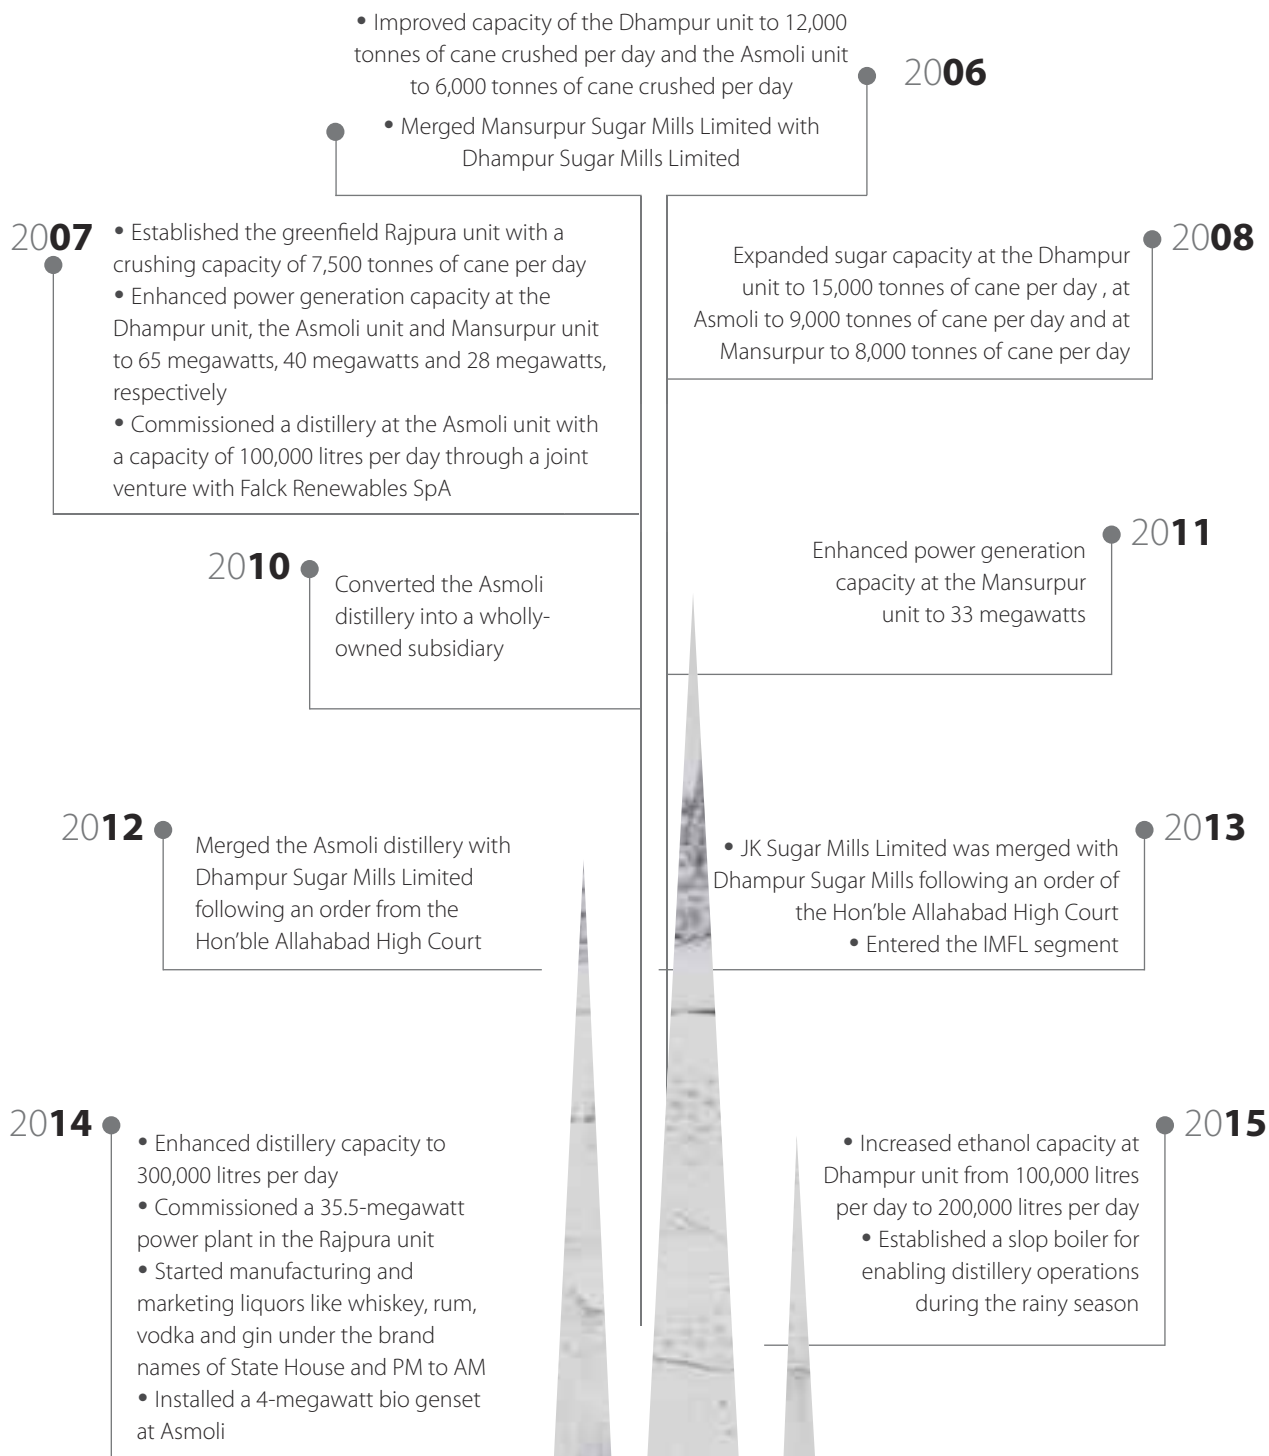 • Improved capacity of the Dhampur unit to 12,000
tonnes of cane crushed per day and the Asmoli unit
to 6,000 tonnes of cane crushed per day
• Merged Mansurpur Sugar Mills Limited with
Dhampur Sugar Mills Limited
2006
2007
• Established the greenfield Rajpura unit with a
crushing capacity of 7,500 tonnes of cane per day
• Enhanced power generation capacity at the
Dhampur unit, the Asmoli unit and Mansurpur unit
to 65 megawatts, 40 megawatts and 28 megawatts,
respectively
• Commissioned a distillery at the Asmoli unit with
a capacity of 100,000 litres per day through a joint
venture with Falck Renewables SpA
2008
Expanded sugar capacity at the Dhampur
unit to 15,000 tonnes of cane per day , at
Asmoli to 9,000 tonnes of cane per day and at
Mansurpur to 8,000 tonnes of cane per day
2010
Converted the Asmoli
distillery into a wholly-
owned subsidiary
2011
Enhanced power generation
capacity at the Mansurpur
unit to 33 megawatts
2012
Merged the Asmoli distillery with
Dhampur Sugar Mills Limited
following an order from the
Hon’ble Allahabad High Court
2013
• JK Sugar Mills Limited was merged with
Dhampur Sugar Mills following an order of
the Hon’ble Allahabad High Court
• Entered the IMFL segment
2014
• Enhanced distillery capacity to
300,000 litres per day
• Commissioned a 35.5-megawatt
power plant in the Rajpura unit
• Started manufacturing and
marketing liquors like whiskey, rum,
vodka and gin under the brand
names of State House and PM to AM
• Installed a 4-megawatt bio genset
at Asmoli
2015
• Increased ethanol capacity at
Dhampur unit from 100,000 litres
per day to 200,000 litres per day
• Established a slop boiler for
enabling distillery operations
during the rainy season